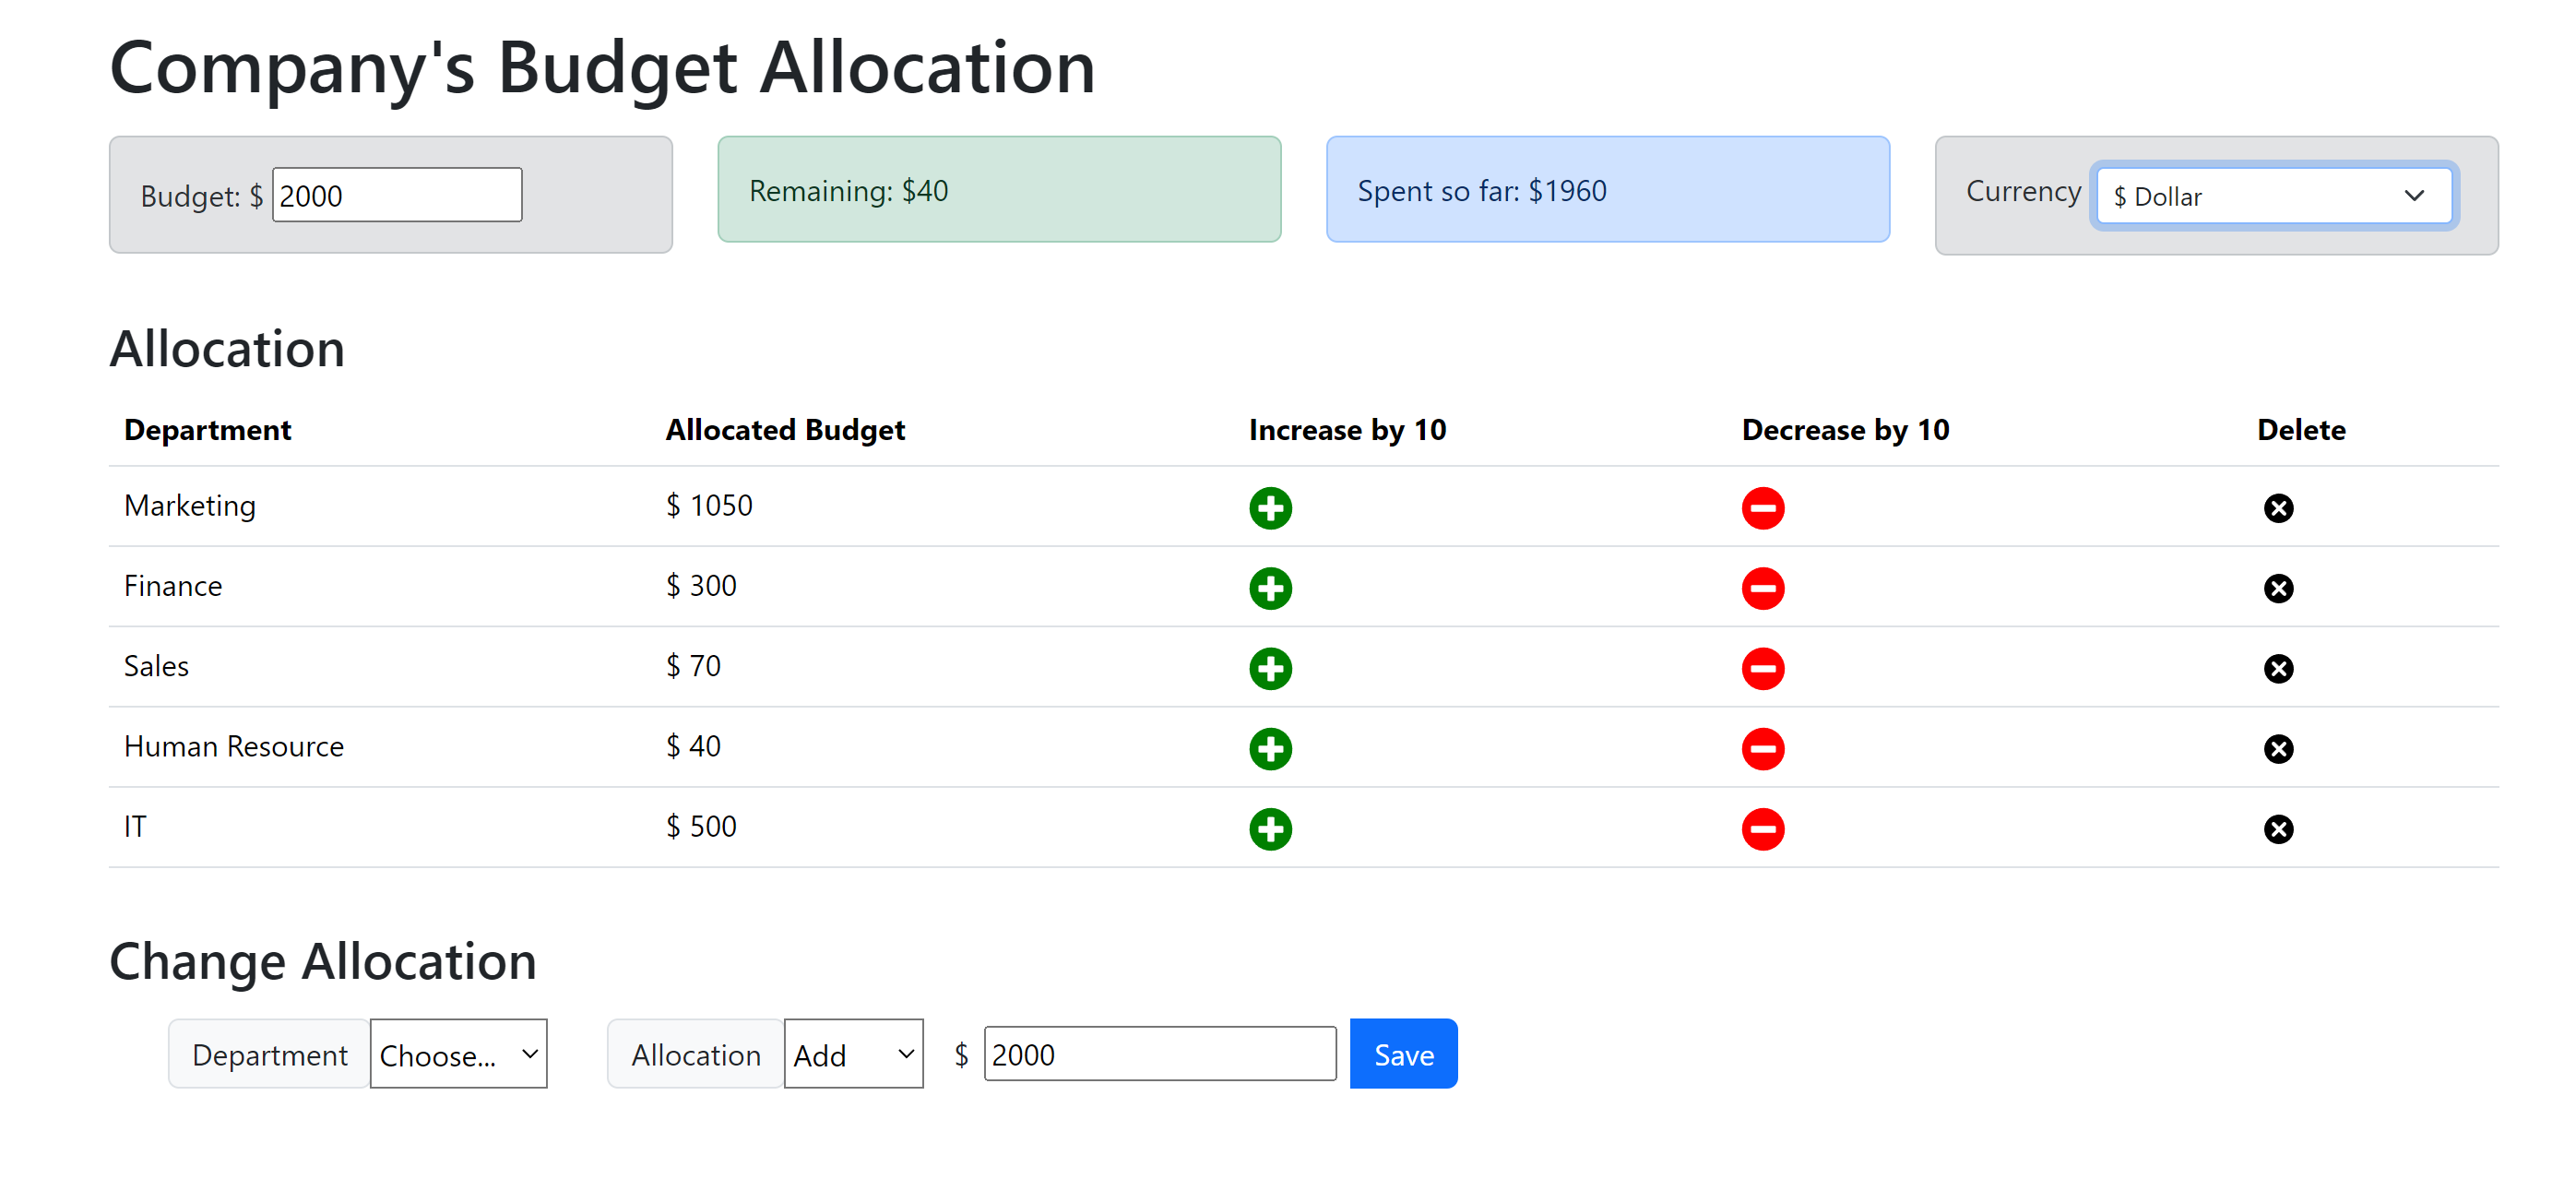 Company's Budget Allocation
Budget: $ 2000
Remaining: $40
Spent so far: $1960
Currency $ Dollar
Allocation
Department Allocated Budget Increase by 10 Decrease by 10 Delete
Marketing $ 1050
Finance $ 300
Sales $ 70
Human Resource $ 40
IT $ 500
Change Allocation
Department Choose... Allocation Add $ 2000 Save